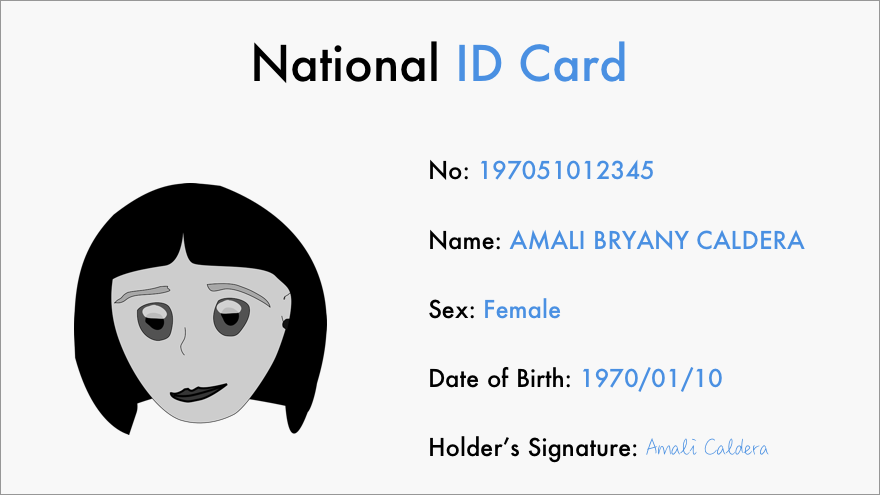 National ID Card
No: 197051012345
Name: AMALI BRYANY CALDERA
Sex: Female
Date of Birth: 1970/01/10
Holder’s Signature: Amali Caldera